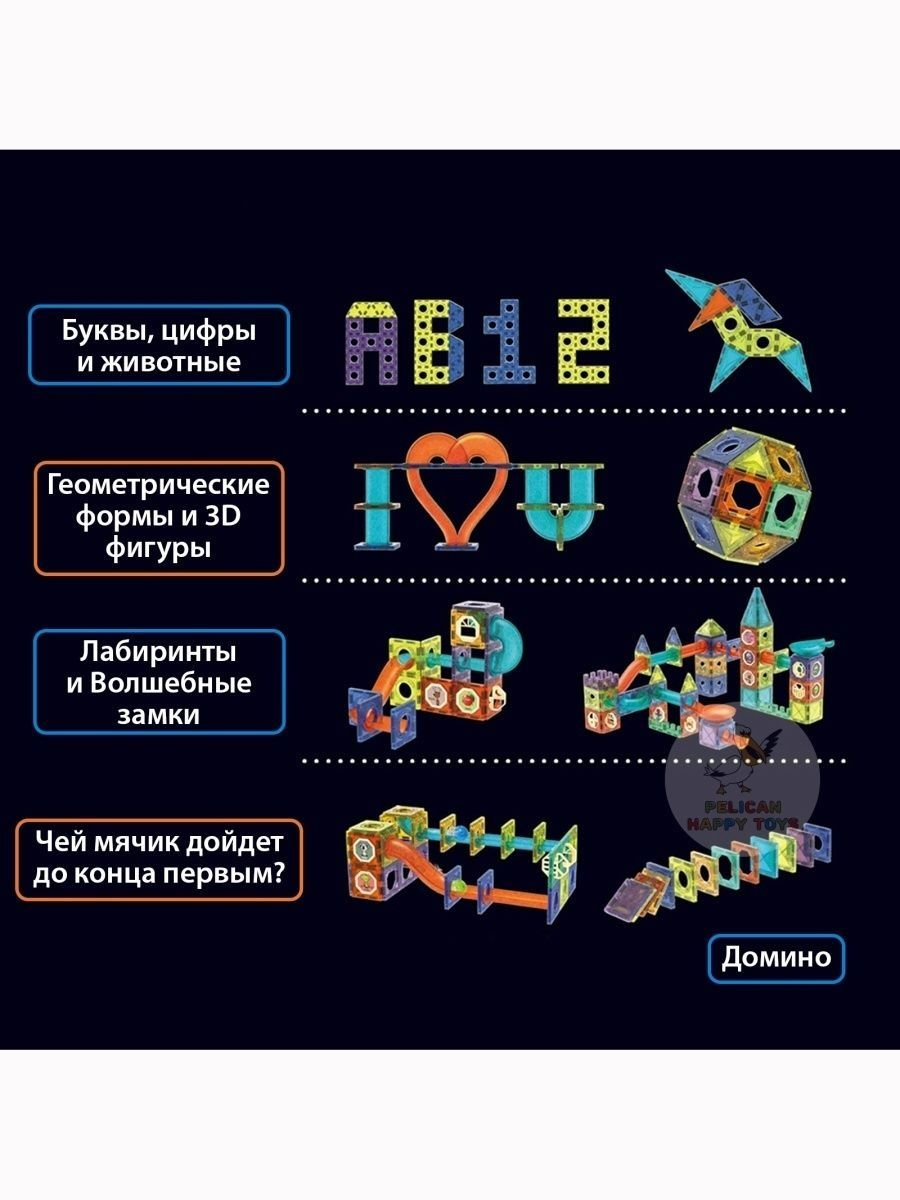 Буквы, цифры
и животные
AB12
Геометрические
формы и 3D
фигуры
I U
Лабиринты
и Волшебные
замки
PELICAN
HAPPY TOYS
Чей мячик дойдет
до конца первым?
Домино